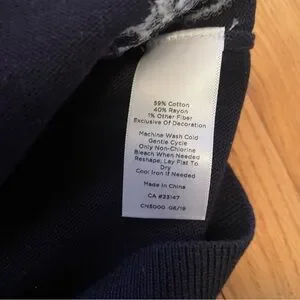 59% Cotton
40% Rayon
1% Other Fiber
Exclusive Of Decoration
Machine Wash Cold
Gentle Cycle
Only Non-Chlorine
Bleach When Needed
Reshape, Lay Flat To
Dry
Cool Iron If Needed
Made In China
CA #23147
CN5000 08/19